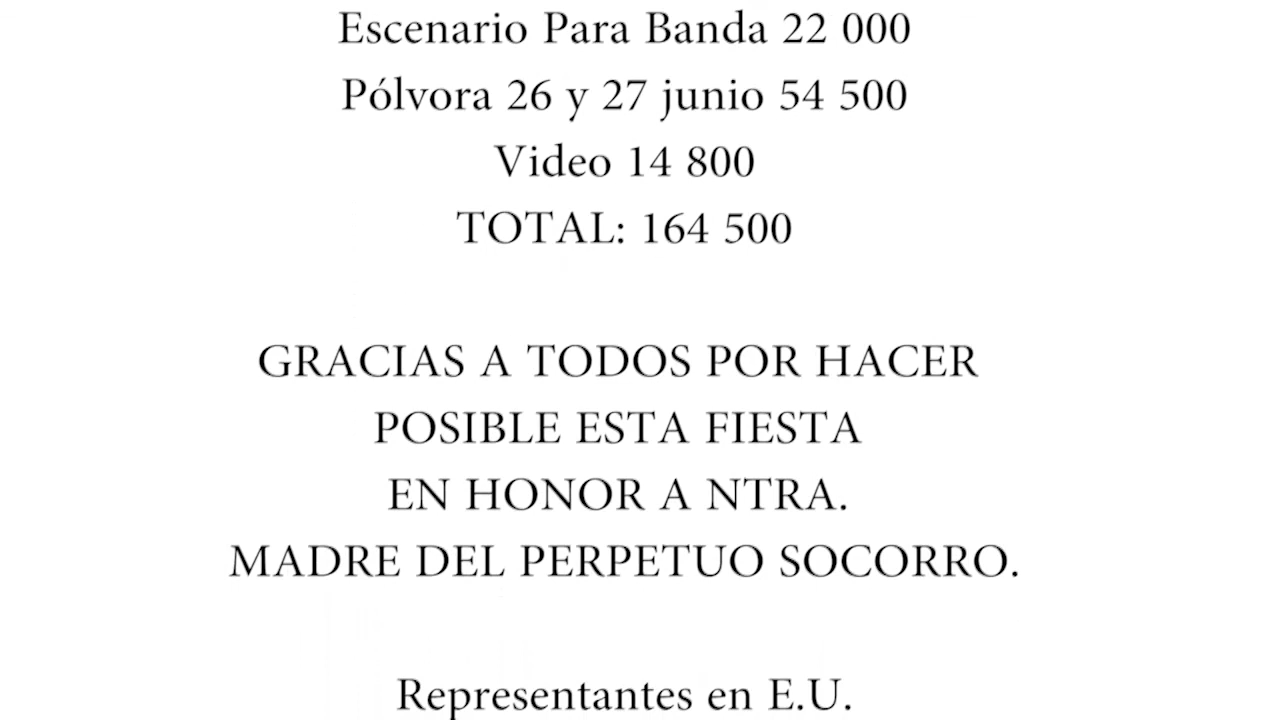 Escenario Para Banda 22 000
Pólvora 26 y 27 junio 54 500
Video 14 800
TOTAL: 164 500
GRACIAS A TODOS POR HACER
POSIBLE ESTA FIESTA
EN HONOR A NTRA.
MADRE DEL PERPETUO SOCORRO.
Representantes en E.U.